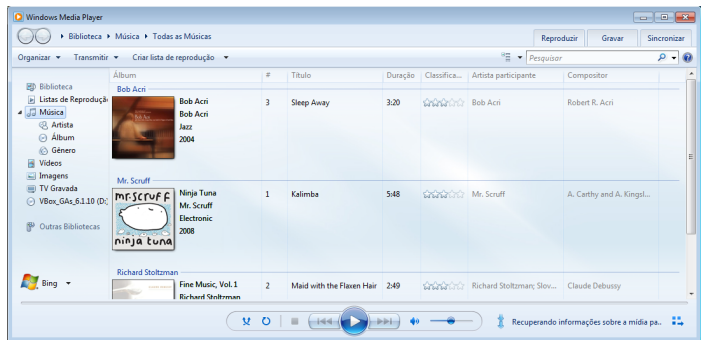 Windows Media Player
Biblioteca Música Todas as Músicas
Reproduzir Gravar Sincronizar
Organizar Transmitir Criar lista de reprodução Pesquisar
Álbum # Título Duração Classifica... Artista participante Compositor
Biblioteca
Listas de Reproduçã
Música
Artista
Álbum
Gênero
Vídeos
Imagens
TV Gravada
VBox_GAs_6.1.10 (D:)
Outras Bibliotecas
Bing
Bob Acri
Bob Acri 3 Sleep Away 3:20 Bob Acri Robert R. Acri
Bob Acri
Jazz
2004
Mr. Scruff
mr.scruff
ninja tuna
Ninja Tuna 1 Kalimba 5:48 Mr. Scruff A. Carthy and A. Kingsl...
Mr. Scruff
Electronic
2008
Richard Stoltzman
Fine Music, Vol. 1 2 Maid with the Flaxen Hair 2:49 Richard Stoltzman; Slov... Claude Debussy
Richard Stoltzman
Recuperando informações sobre a mídia pa..